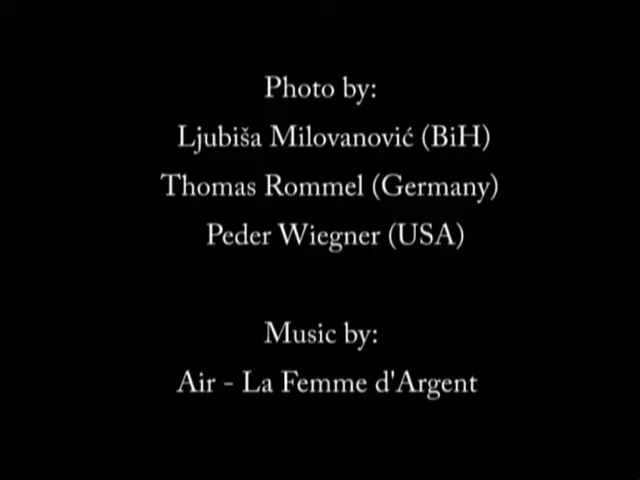 Photo by:
Ljubiša Milovanović (BiH)
Thomas Rommel (Germany)
Peder Wiegner (USA)
Music by:
Air - La Femme d'Argent